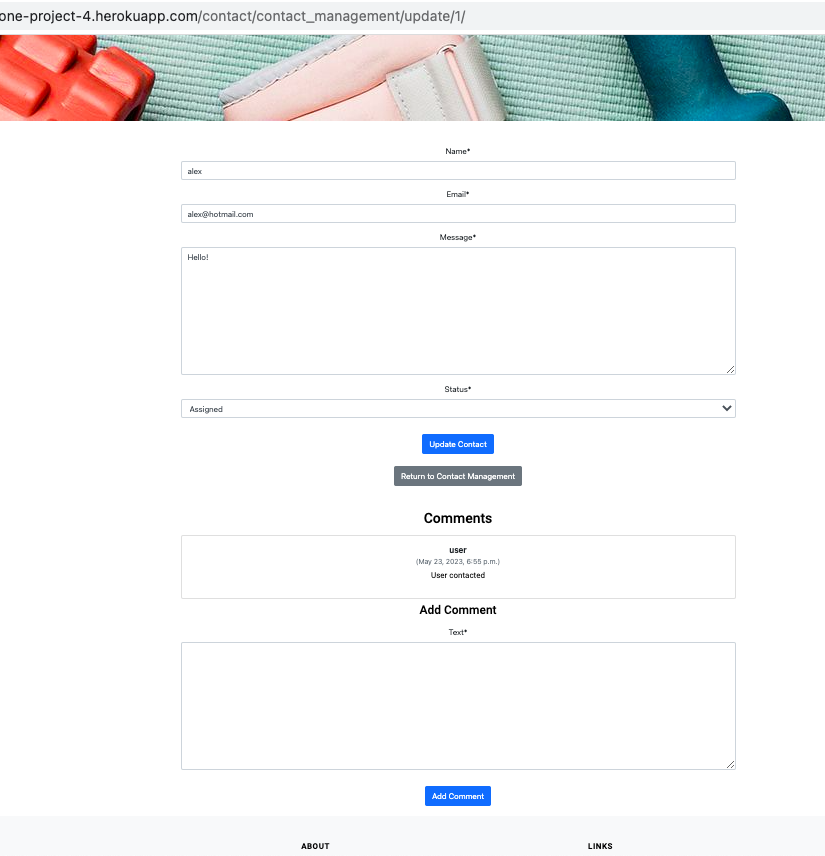 one-project-4.herokuapp.com/contact/contact_management/update/1/
Name*
alex
Email*
alex@hotmail.com
Message*
Hello!
Status*
Assigned
Update Contact
Return to Contact Management
Comments
user
(May 23, 2023, 6:55 p.m.)
User contacted
Add Comment
Text*
Add Comment
ABOUT LINKS